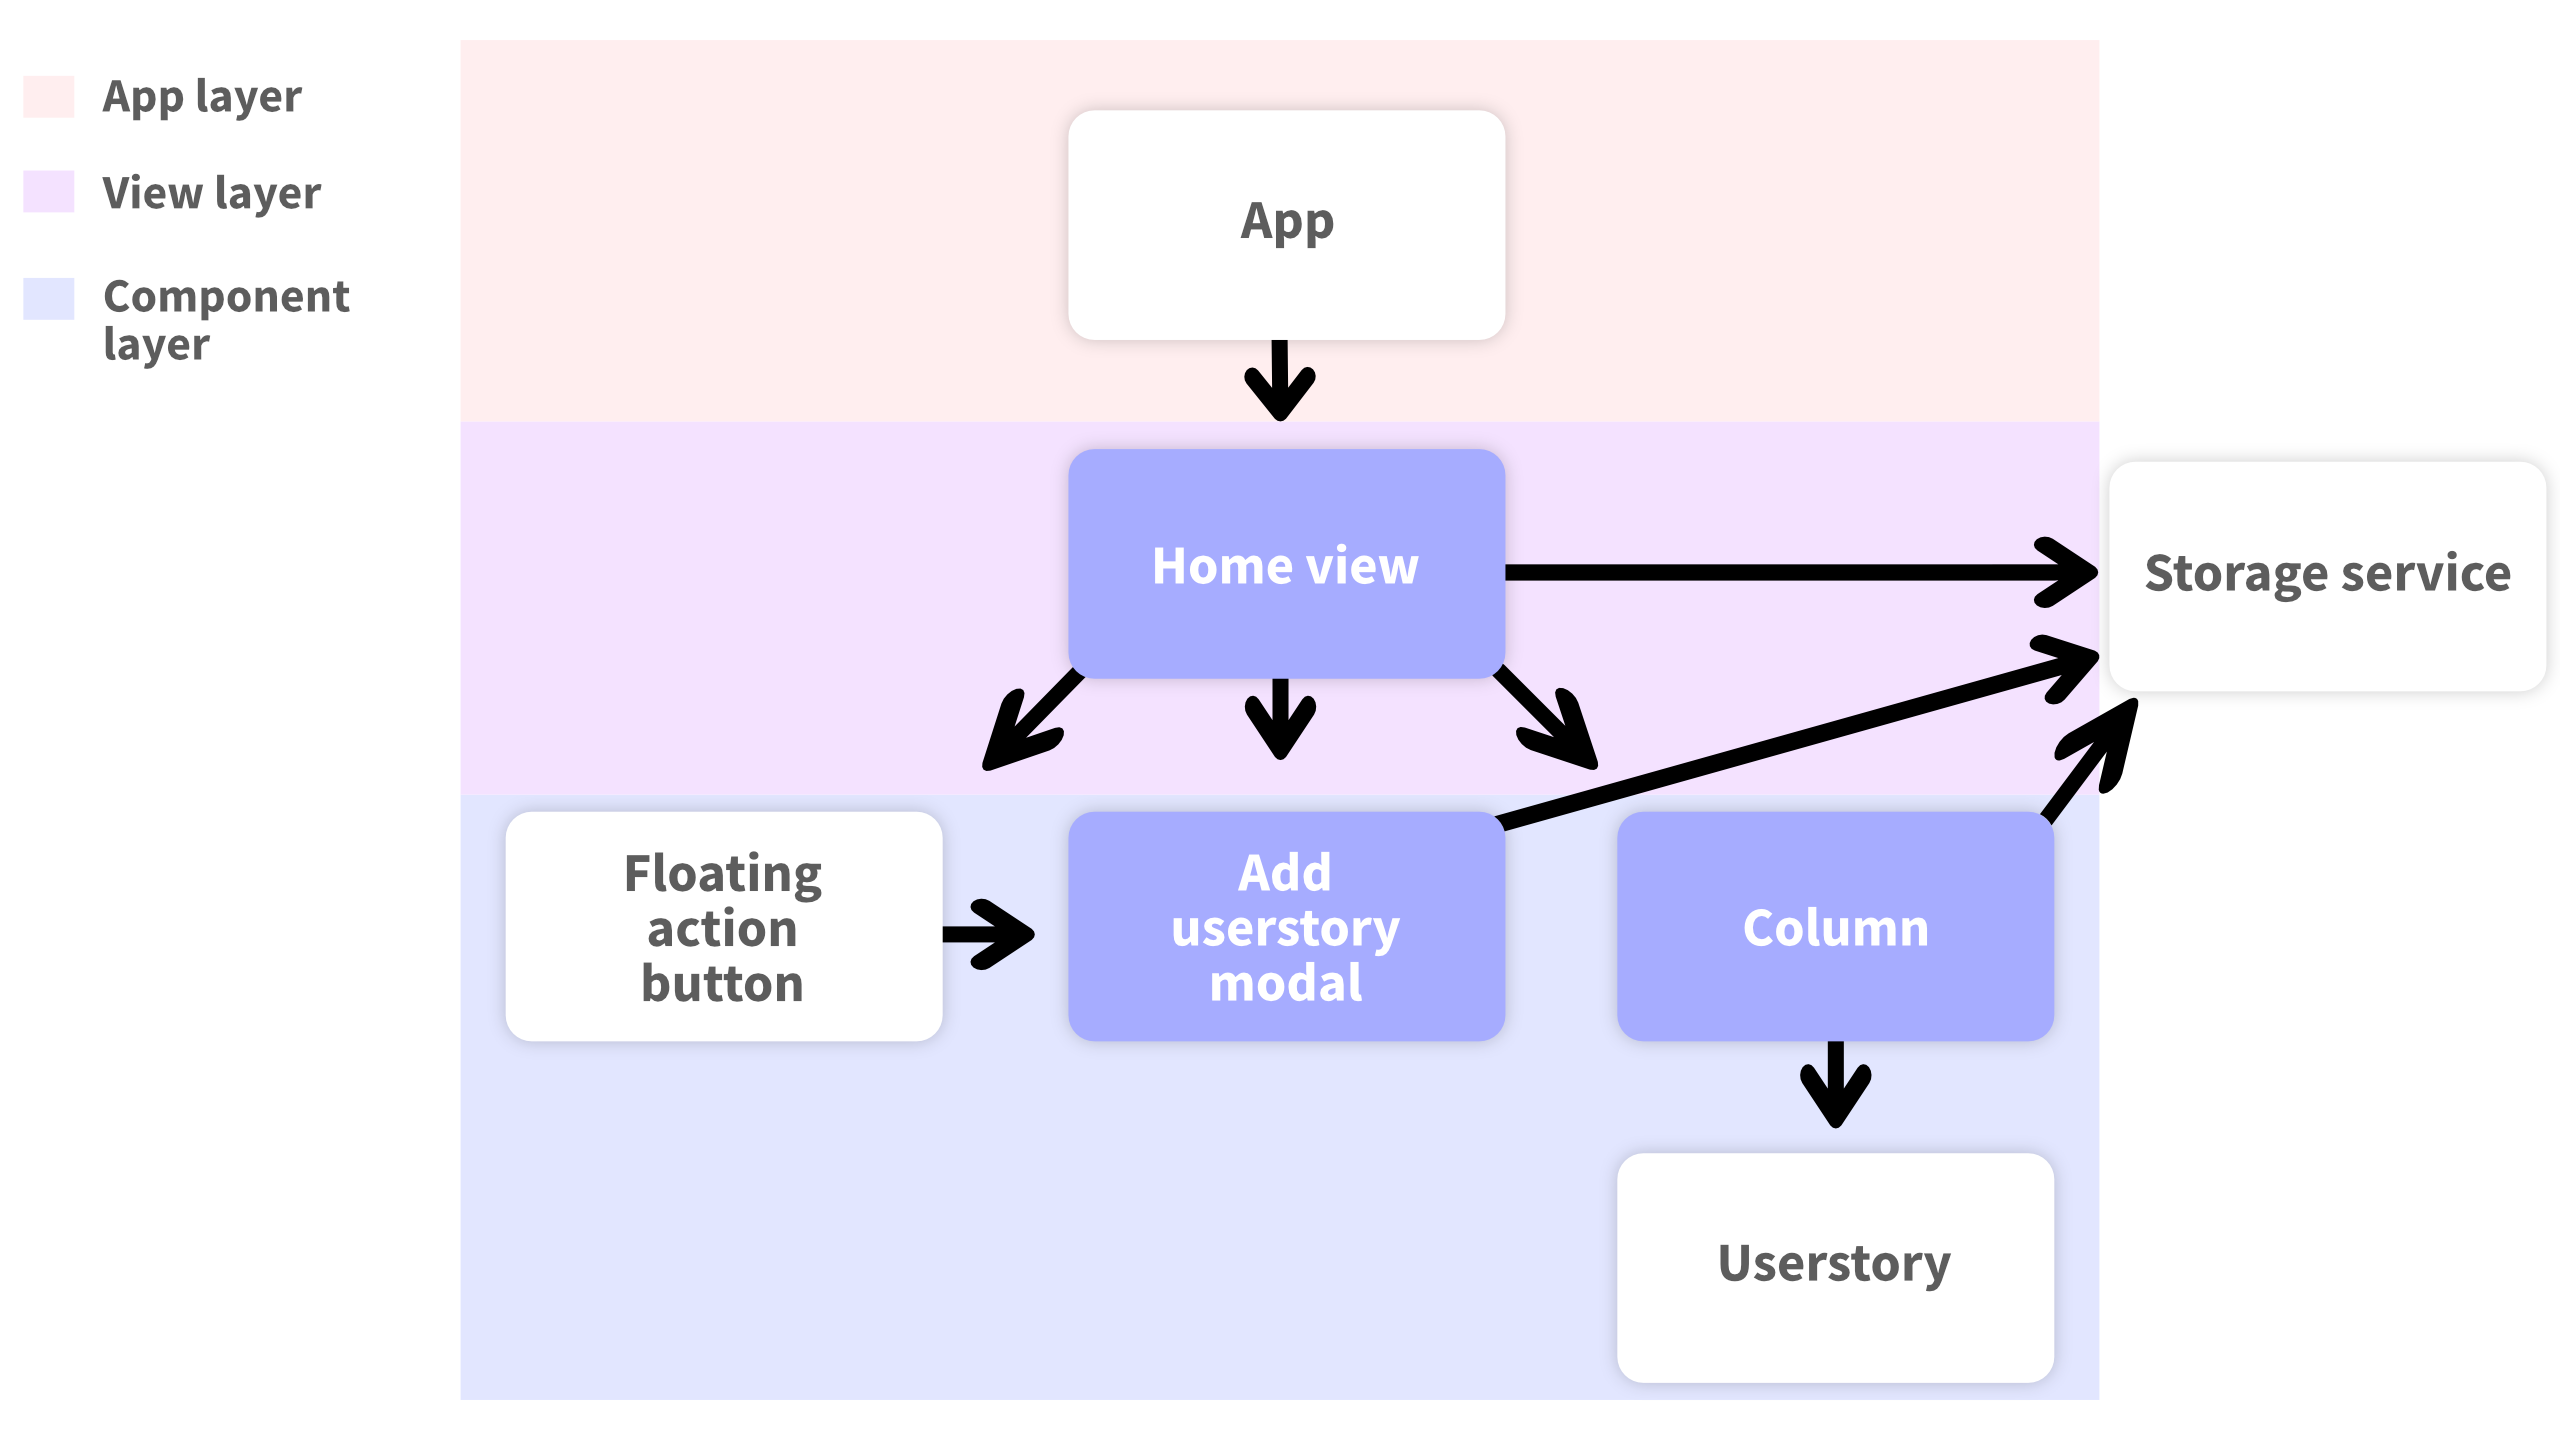 App layer
View layer
Component
layer
App
Home view
Storage service
Floating
action
button
Add
userstory
modal
Column
Userstory